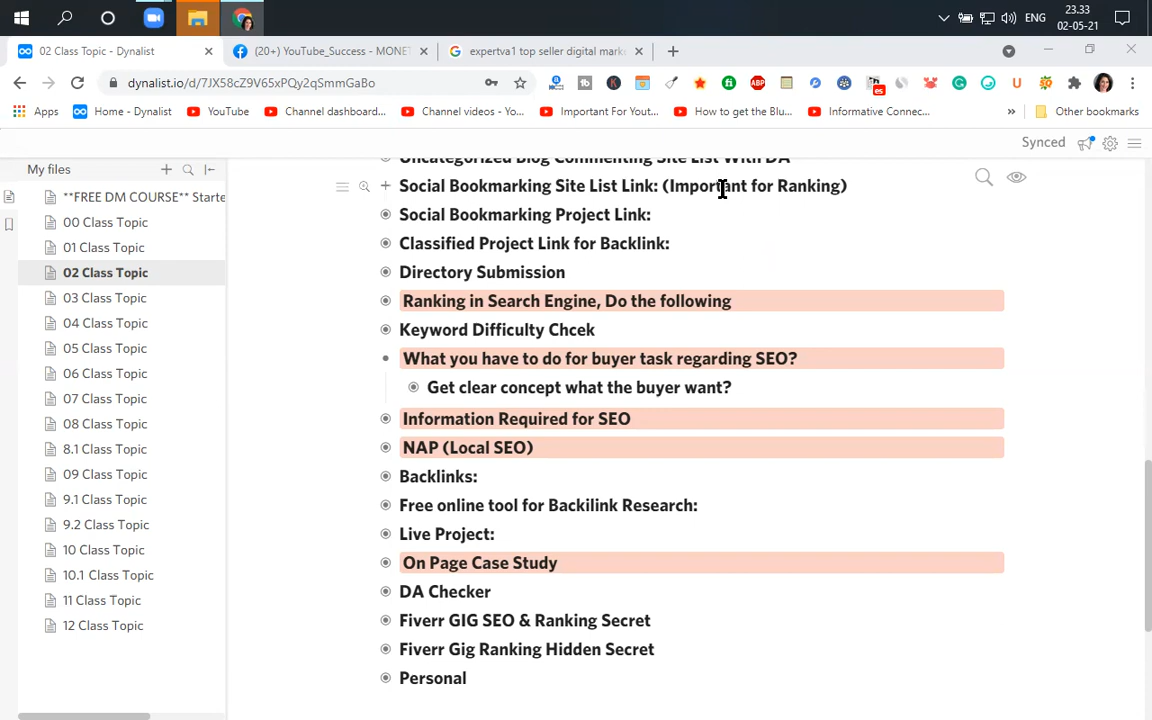 23.33
ENG
02-05-21
02 Class Topic - Dynalist
(20+) YouTube_Success - MONET
expertva1 top seller digital mark
dynalist.io/d/7JX58cZ9V65xPQy2qSmmGaBo
Apps
Home - Dynalist
YouTube
Channel dashboard...
Channel videos - Yo...
Important For Yout...
How to get the Blu...
Informative Connec...
Other bookmarks
Synced
My files
**FREE DM COURSE** Starte
00 Class Topic
01 Class Topic
02 Class Topic
03 Class Topic
04 Class Topic
05 Class Topic
06 Class Topic
07 Class Topic
08 Class Topic
8.1 Class Topic
09 Class Topic
9.1 Class Topic
9.2 Class Topic
10 Class Topic
10.1 Class Topic
11 Class Topic
12 Class Topic
Uncategorized Blog Commenting Site List With DA
Social Bookmarking Site List Link: (Important for Ranking)
Social Bookmarking Project Link:
Classified Project Link for Backlink:
Directory Submission
Ranking in Search Engine, Do the following
Keyword Difficulty Chcek
What you have to do for buyer task regarding SEO?
Get clear concept what the buyer want?
Information Required for SEO
NAP (Local SEO)
Backlinks:
Free online tool for Backilink Research:
Live Project:
On Page Case Study
DA Checker
Fiverr GIG SEO & Ranking Secret
Fiverr Gig Ranking Hidden Secret
Personal